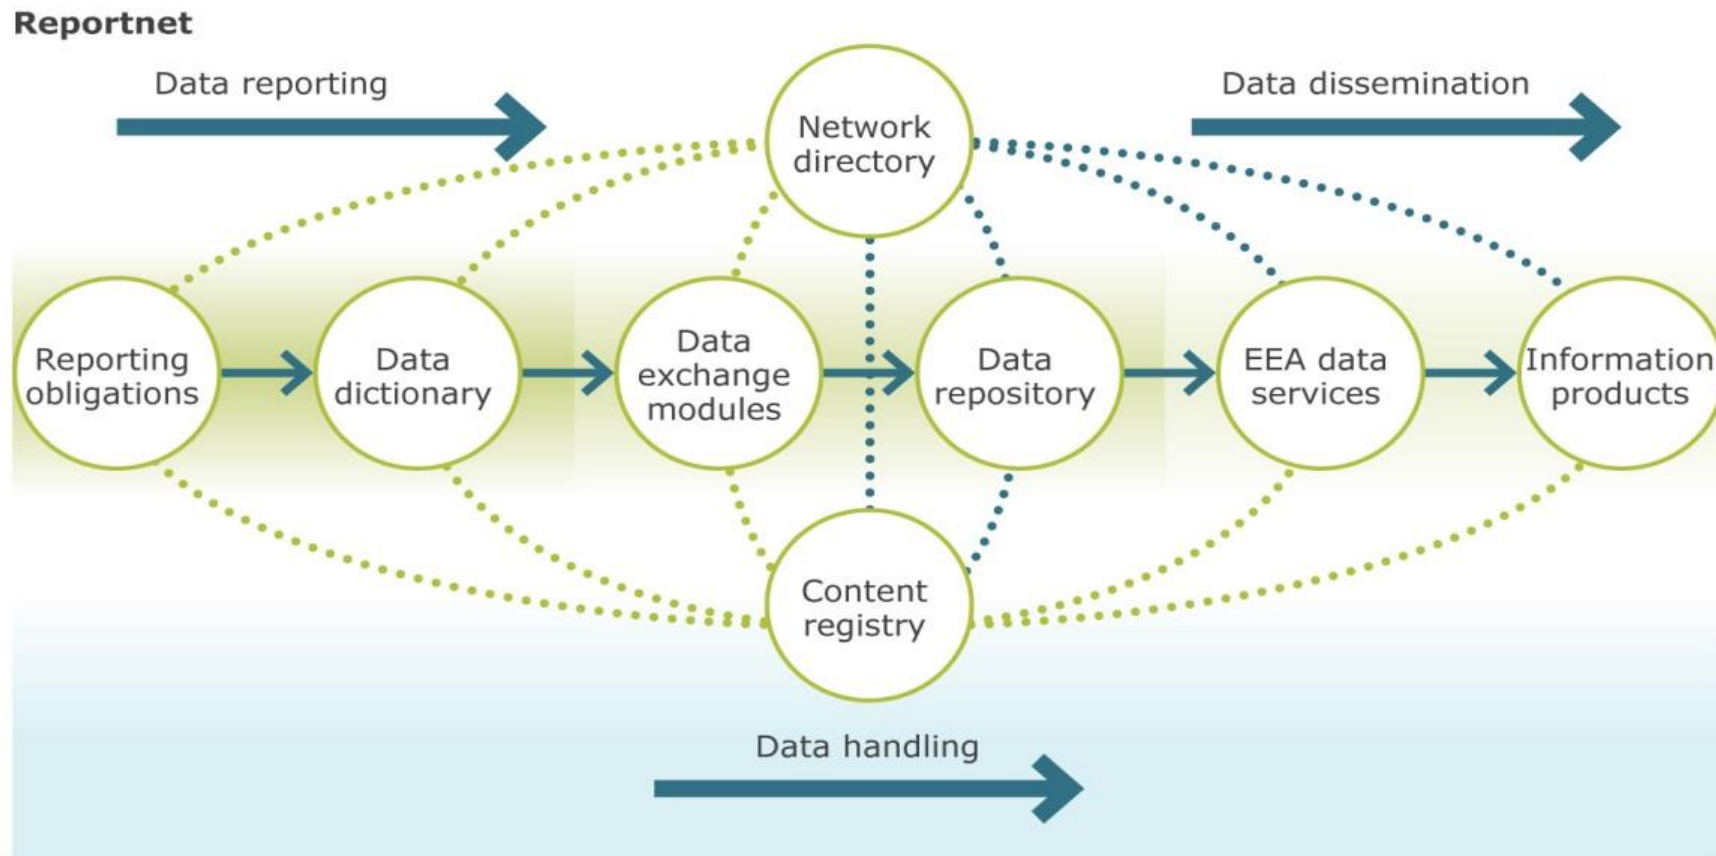 Reportnet
Data reporting
Data dissemination
Network
directory
Reporting
obligations
Data
dictionary
Data
exchange
modules
Data
repository
EEA data
services
Information
products
Content
registry
Data handling